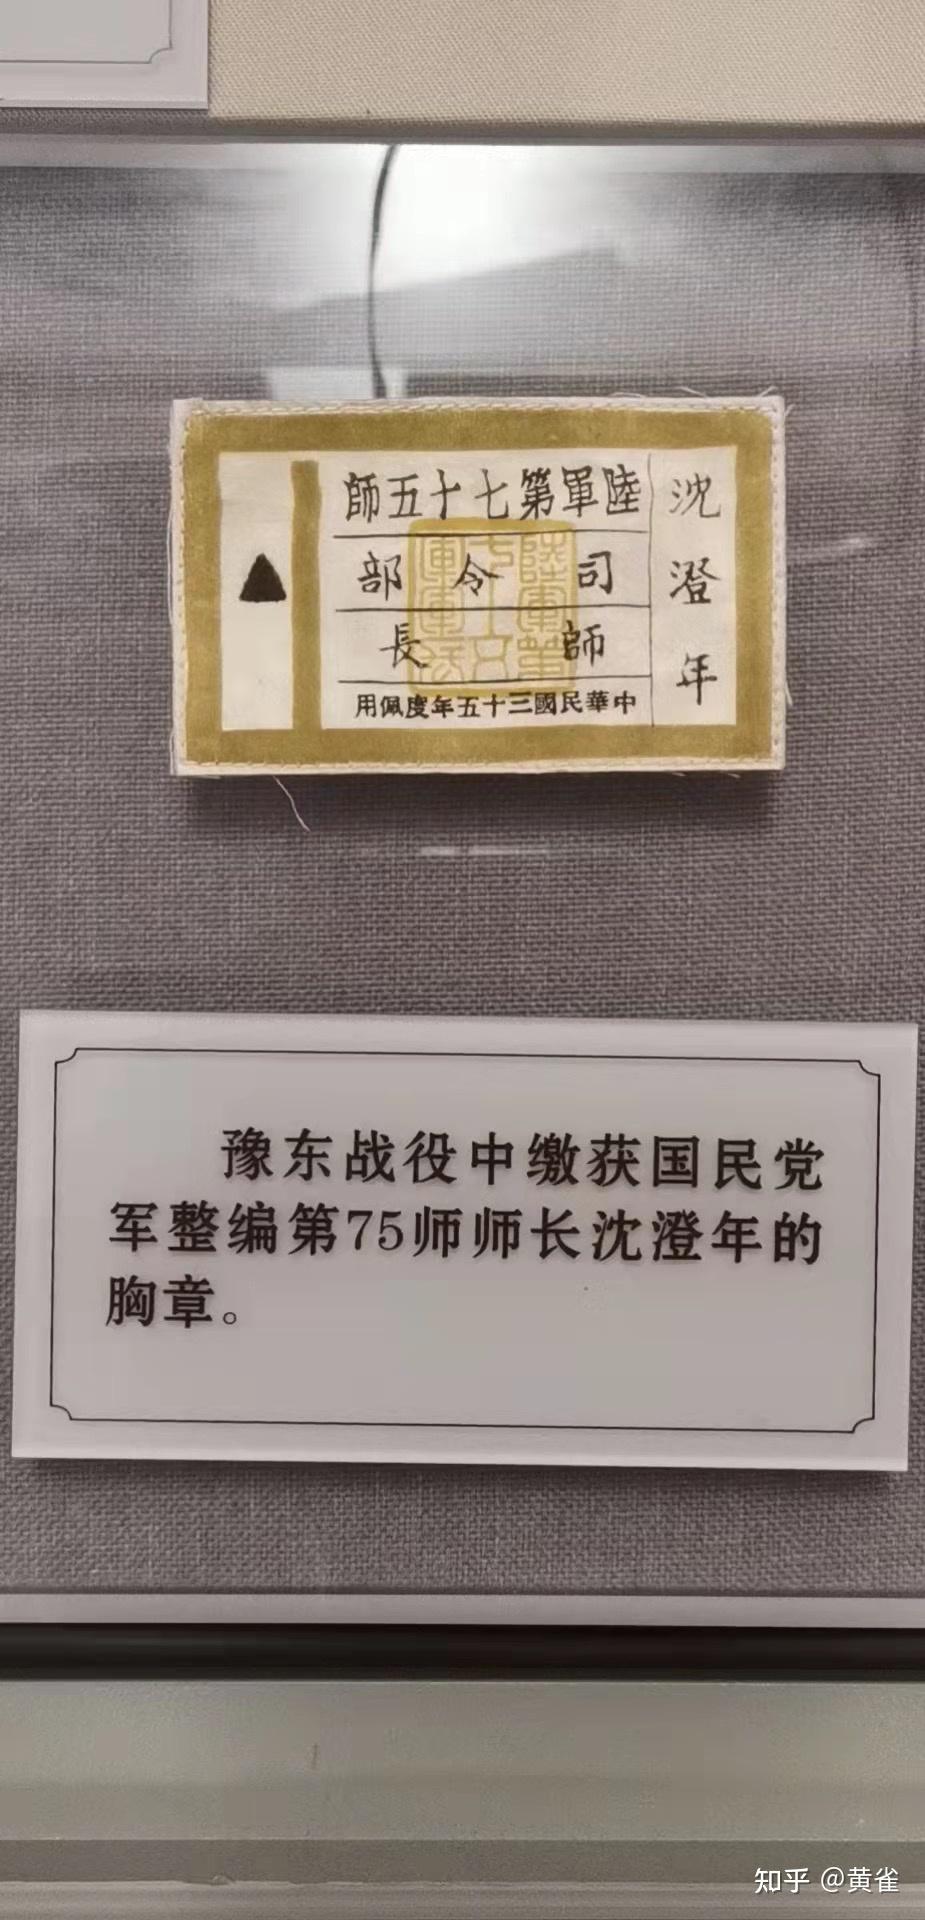 沈澄年
陸軍第七十五師
司令部
師長
中華民國三十五年度佩用
豫东战役中缴获国民党
军整编第75师师长沈澄年的
胸章。
知乎 @黄雀